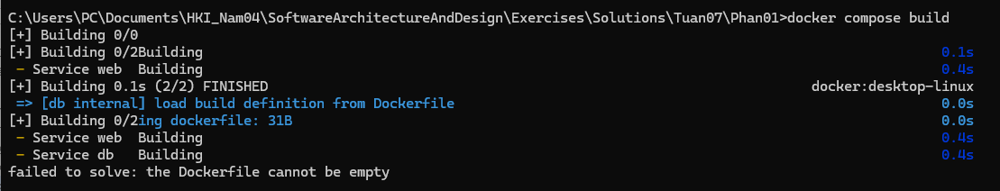 C:\Users\PC\Documents\HKI_Nam04\SoftwareArchitectureAndDesign\Exercises\Solutions\Tuan07\Phan01>docker compose build
[+] Building 0/0
[+] Building 0/2Building 0.1s
- Service web  Building 0.4s
[+] Building 0.1s (2/2) FINISHED docker:desktop-linux
=> [db internal] load build definition from Dockerfile 0.0s
[+] Building 0/2ing dockerfile: 31B 0.0s
- Service web  Building 0.4s
- Service db   Building 0.4s
failed to solve: the Dockerfile cannot be empty